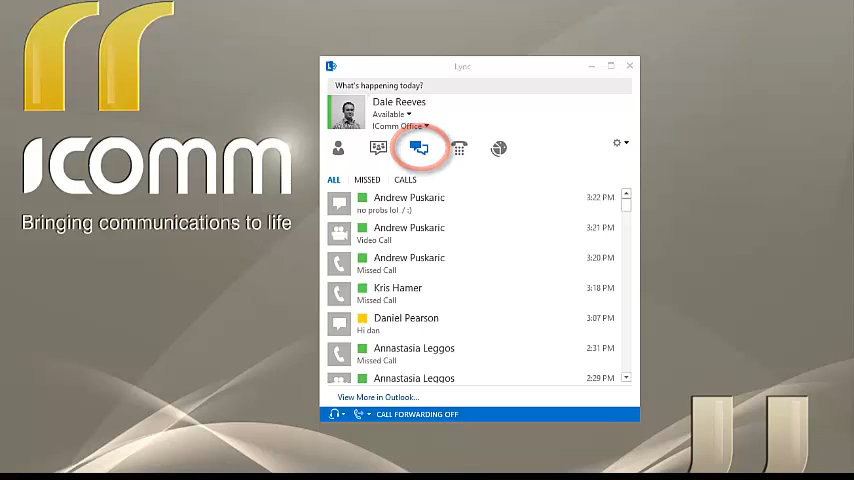 ICOMM
Bringing communications to life
Lync
What's happening today?
Dale Reeves
Available
IComm Office
ALL MISSED CALLS
Andrew Puskaric 3:22 PM
no probs lol / :)
Andrew Puskaric 3:21 PM
Video Call
Andrew Puskaric 3:20 PM
Missed Call
Kris Hamer 3:18 PM
Missed Call
Daniel Pearson 3:07 PM
Hi dan
Annastasia Leggos 2:31 PM
Missed Call
Annastasia Leggos 2:29 PM
View More in Outlook...
CALL FORWARDING OFF